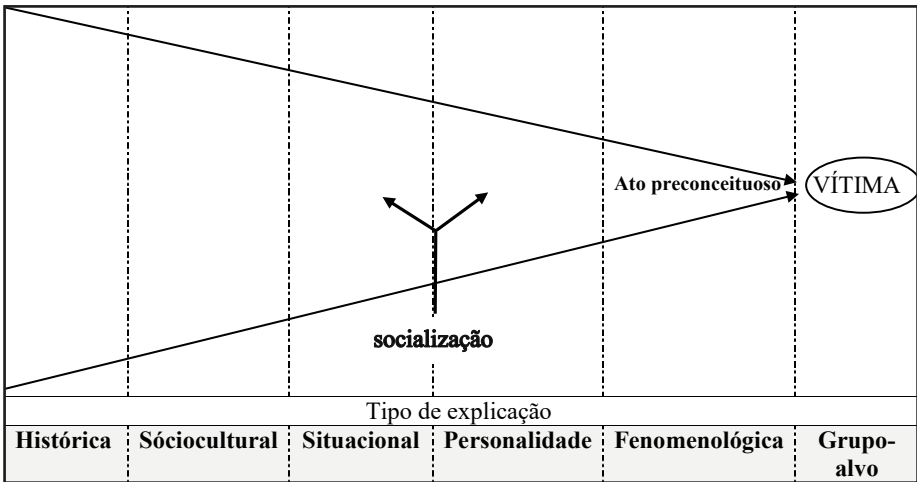 Ato preconceituoso
VÍTIMA
socialização
Tipo de explicação
Histórica
Sóciocultural
Situacional
Personalidade
Fenomenológica
Grupo-
alvo